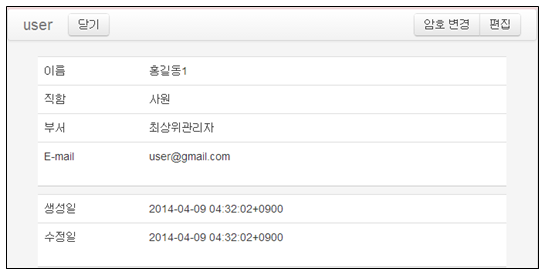 user 닫기 암호 변경 편집
이름 홍길동1
직함 사원
부서 최상위관리자
E-mail user@gmail.com
생성일 2014-04-09 04:32:02+0900
수정일 2014-04-09 04:32:02+0900